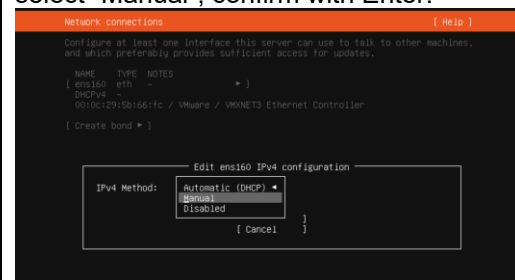 select "Manual", confirm with Enter.
Network connections [ Help ]
Configure at least one interface this server can use to talk to other machines,
and which preferably provides sufficient access for updates.
NAME TYPE NOTES
[ ens160 eth - ▸ ]
DHCPv4 -
00:0c:29:5b:66:fc / VMware / VMXNET3 Ethernet Controller
[ Create bond ▸ ]
Edit ens160 IPv4 configuration
IPv4 Method: Automatic (DHCP) ◂
Manual
Disabled
]
[ Cancel ]